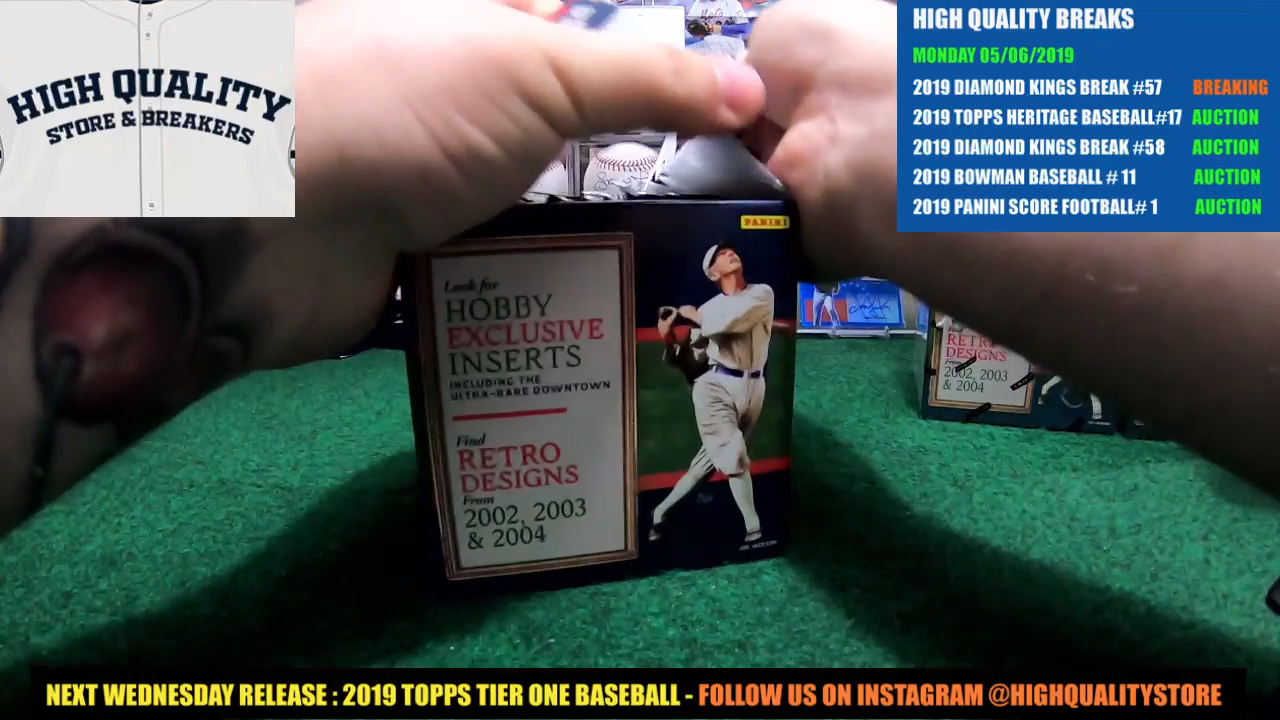 HIGH QUALITY
STORE & BREAKERS
HIGH QUALITY BREAKS
MONDAY 05/06/2019
2019 DIAMOND KINGS BREAK #57 BREAKING
2019 TOPPS HERITAGE BASEBALL#17 AUCTION
2019 DIAMOND KINGS BREAK #58 AUCTION
2019 BOWMAN BASEBALL # 11 AUCTION
2019 PANINI SCORE FOOTBALL# 1 AUCTION
PANINI
Look for
HOBBY
EXCLUSIVE
INSERTS
INCLUDING THE
ULTRA-RARE DOWNTOWN
Find
RETRO
DESIGNS
From
2002, 2003
& 2004
JOE JACKSON
RETRO
DESIGNS
From
2002, 2003
& 2004
NEXT WEDNESDAY RELEASE : 2019 TOPPS TIER ONE BASEBALL - FOLLOW US ON INSTAGRAM @HIGHQUALITYSTORE